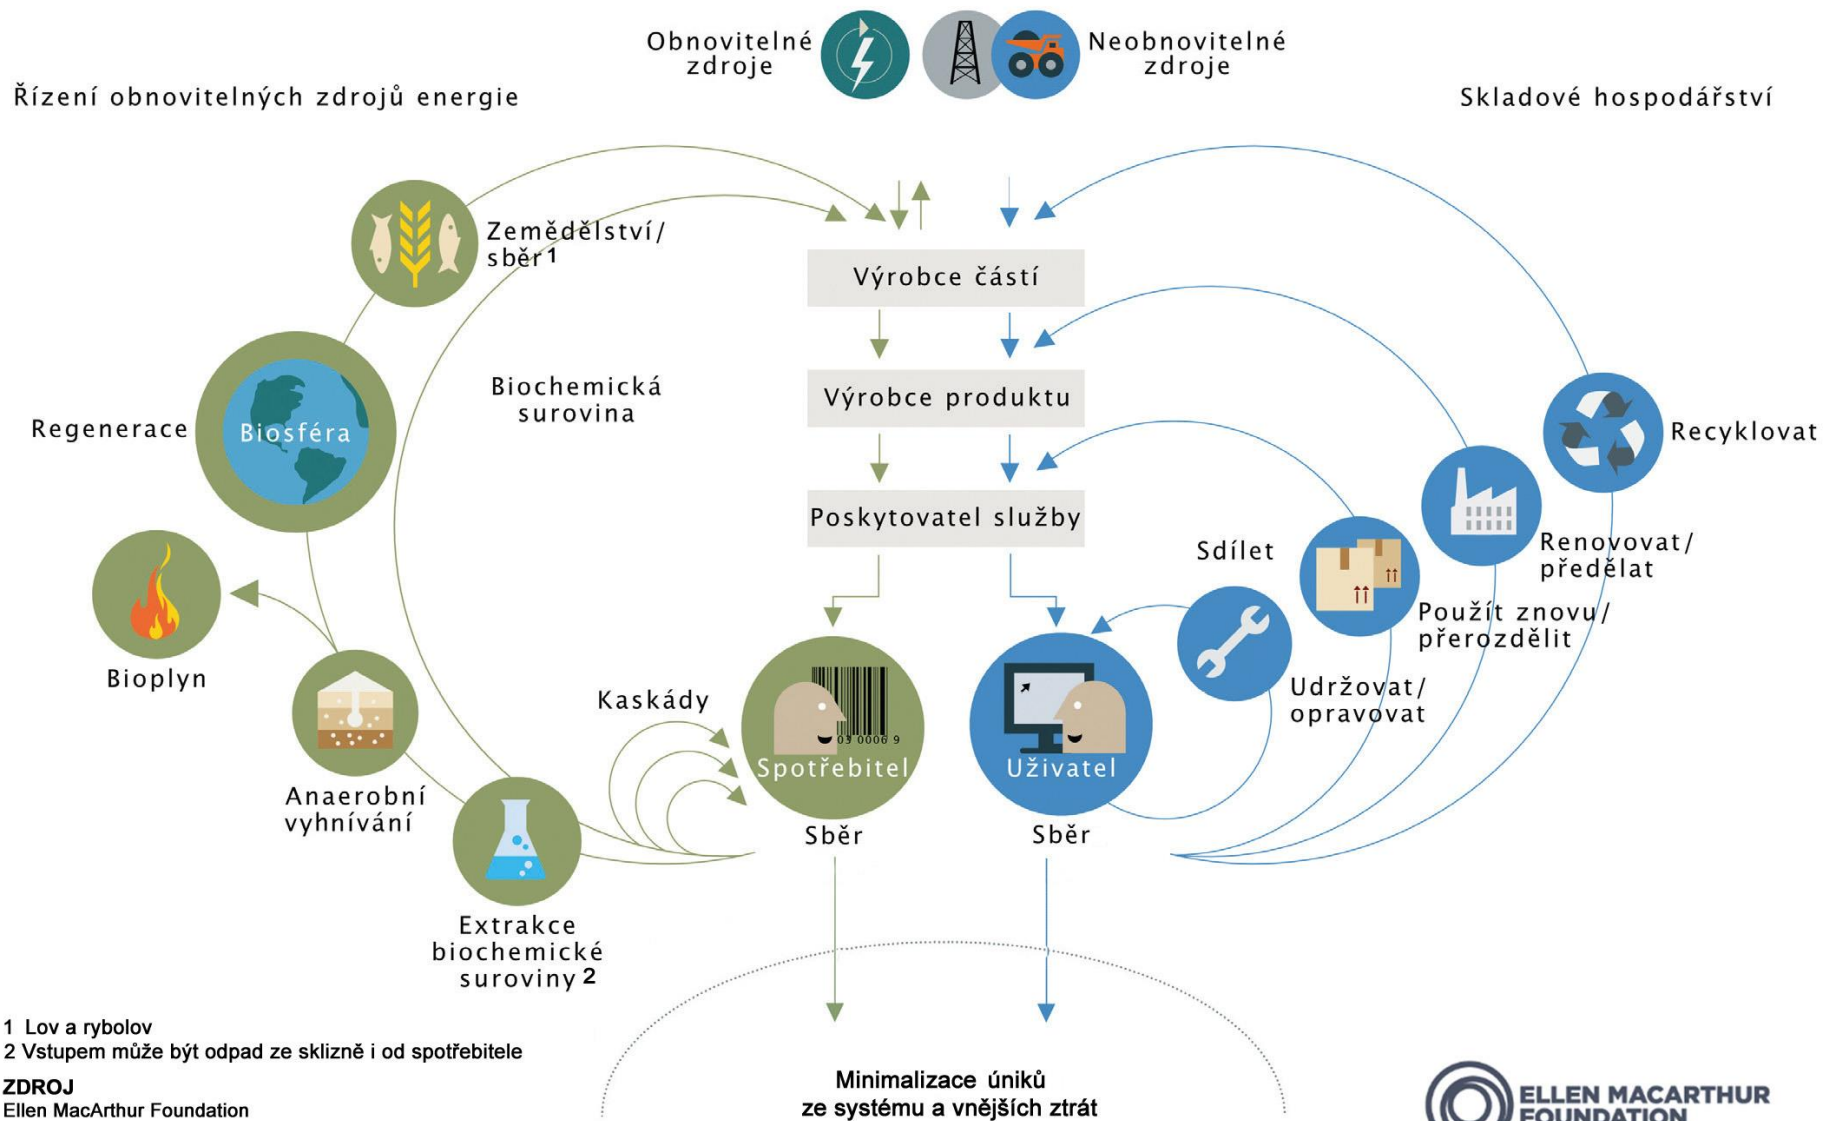 Obnovitelné
zdroje
Neobnovitelné
zdroje
Řízení obnovitelných zdrojů energie
Skladové hospodářství
Zemědělství/
sběr1
Výrobce částí
Biochemická
surovina
Výrobce produktu
Regenerace
Biosféra
Recyklovat
Poskytovatel služby
Sdílet
Renovovat/
předělat
Použít znovu/
přerozdělit
Bioplyn
Kaskády
Udržovat/
opravovat
03 0006 9
Spotřebitel
Uživatel
Anaerobní
vyhnívání
Sběr
Sběr
Extrakce
biochemické
suroviny 2
1 Lov a rybolov
2 Vstupem může být odpad ze sklizně i od spotřebitele
ZDROJ
Ellen MacArthur Foundation
Minimalizace úniků
ze systému a vnějších ztrát
ELLEN MACARTHUR
FOUNDATION